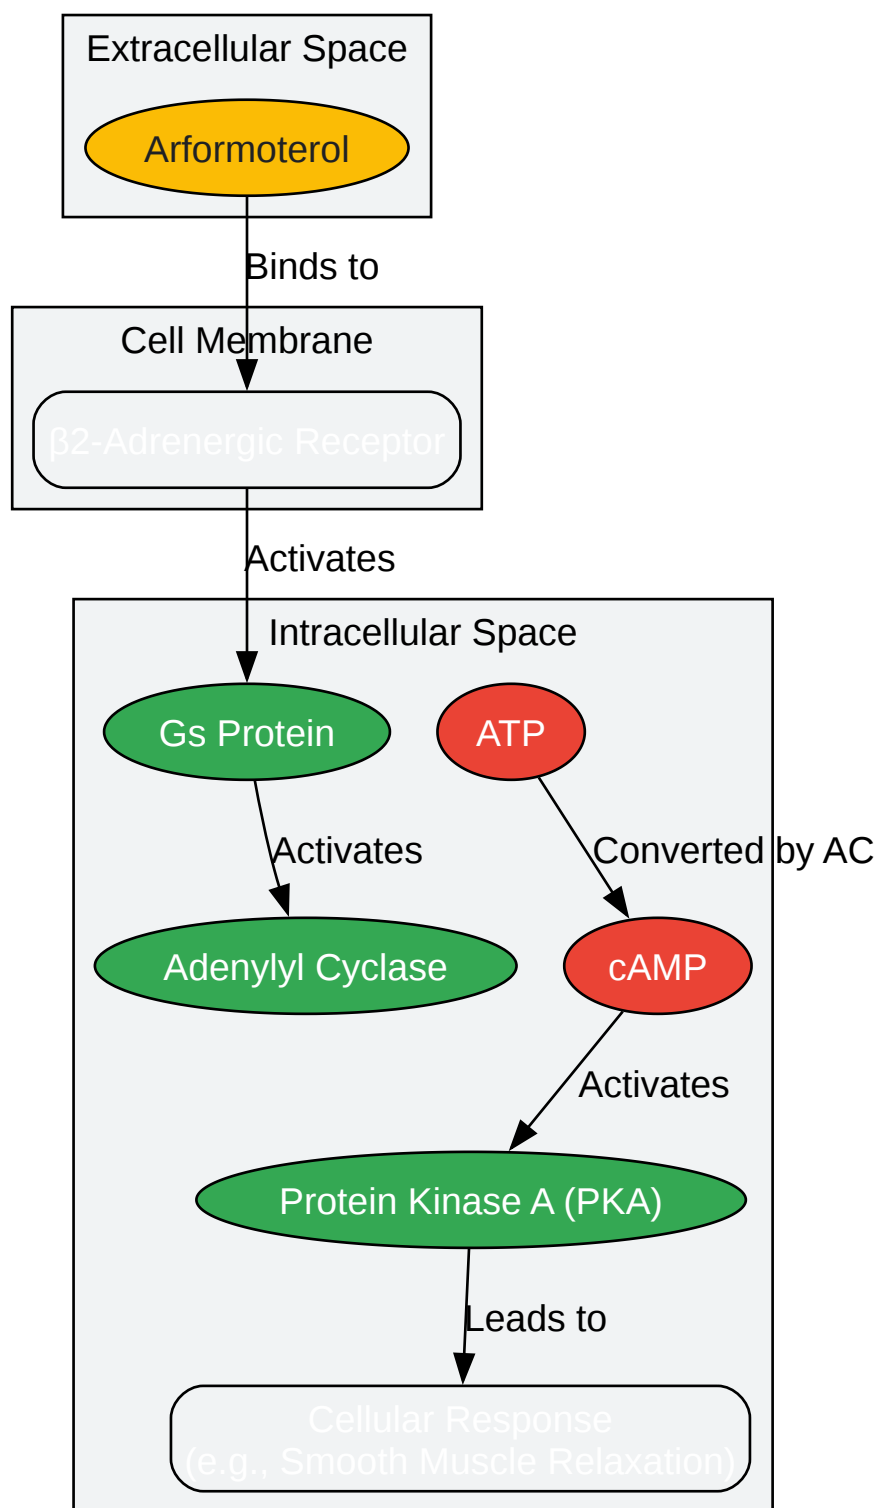 Extracellular Space
Arformoterol
Binds to
Cell Membrane
β2-Adrenergic Receptor
Activates
Intracellular Space
Gs Protein
ATP
Activates
Converted by AC
Adenylyl Cyclase
cAMP
Activates
Protein Kinase A (PKA)
Leads to
Cellular Response
(e.g., Smooth Muscle Relaxation)